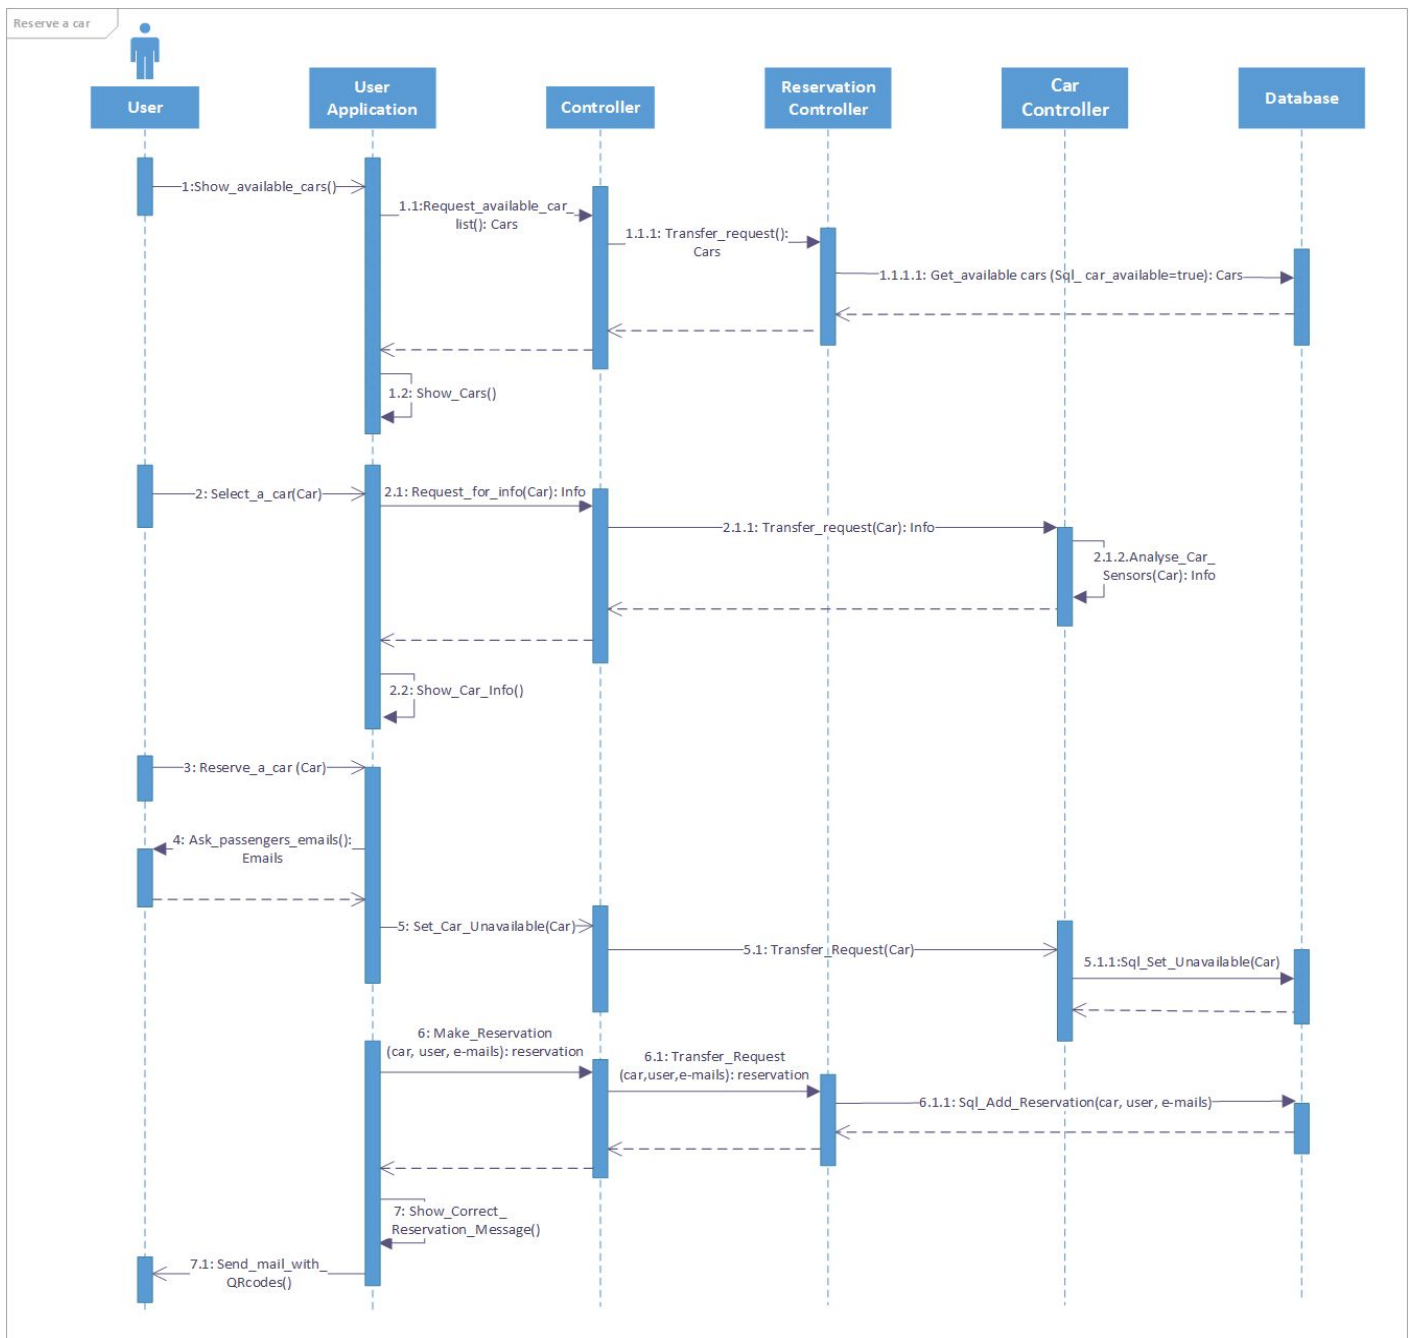 Reserve a car
User
User
Application
Controller
Reservation
Controller
Car
Controller
Database
1:Show_available_cars()
1.1:Request_available_car_
list(): Cars
1.1.1: Transfer_request():
Cars
1.1.1.1: Get_available cars (Sql_ car_available=true): Cars
1.2: Show_Cars()
2: Select_a_car(Car)
2.1: Request_for_info(Car): Info
2.1.1: Transfer_request(Car): Info
2.1.2.Analyse_Car_
Sensors(Car): Info
2.2: Show_Car_Info()
3: Reserve_a_car (Car)
4: Ask_passengers_emails():
Emails
5: Set_Car_Unavailable(Car)
5.1: Transfer_Request(Car)
5.1.1:Sql_Set_Unavailable(Car)
6: Make_Reservation
(car, user, e-mails): reservation
6.1: Transfer_Request
(car,user,e-mails): reservation
6.1.1: Sql_Add_Reservation(car, user, e-mails)
7: Show_Correct_
Reservation_Message()
7.1: Send_mail_with_
QRcodes()